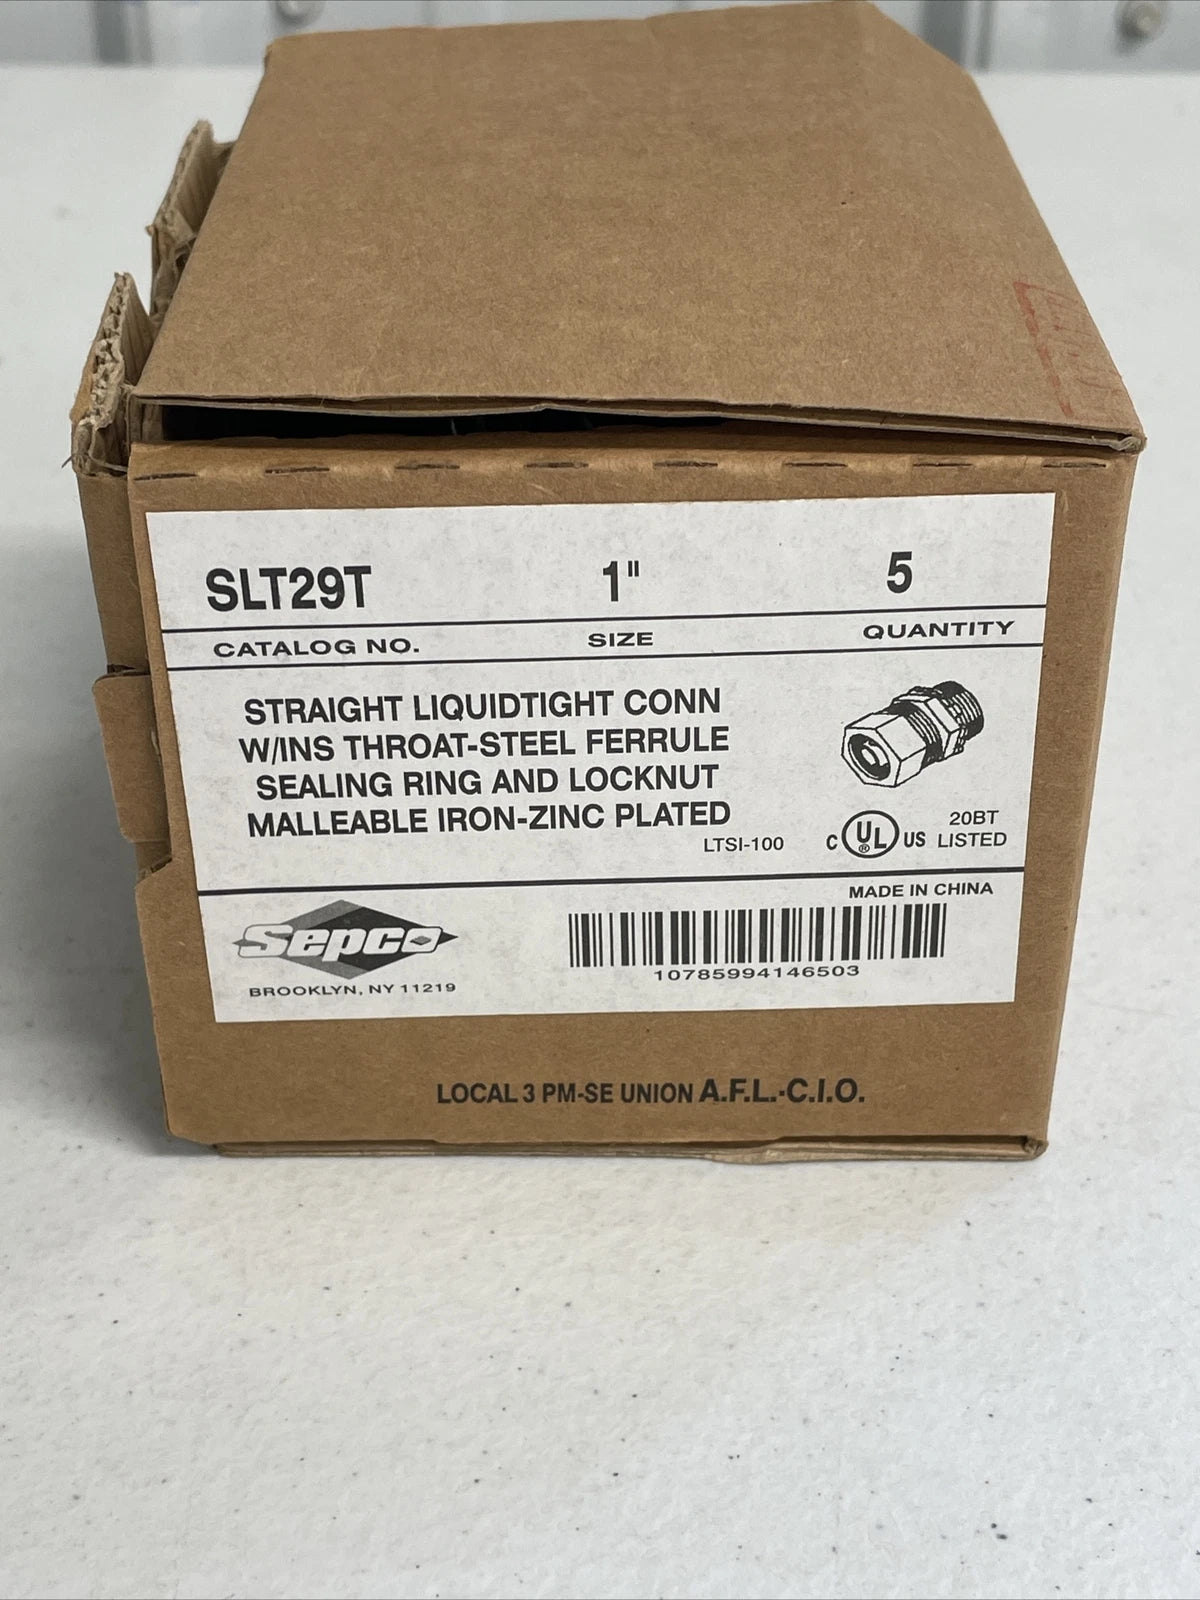 SLT29T 1" 5
CATALOG NO. SIZE QUANTITY
STRAIGHT LIQUIDTIGHT CONN
W/INS THROAT-STEEL FERRULE
SEALING RING AND LOCKNUT
MALLEABLE IRON-ZINC PLATED
LTSI-100
C UL® US 20BT
LISTED
MADE IN CHINA
Sepco
BROOKLYN, NY 11219
10785994146503
LOCAL 3 PM-SE UNION A.F.L.-C.I.O.